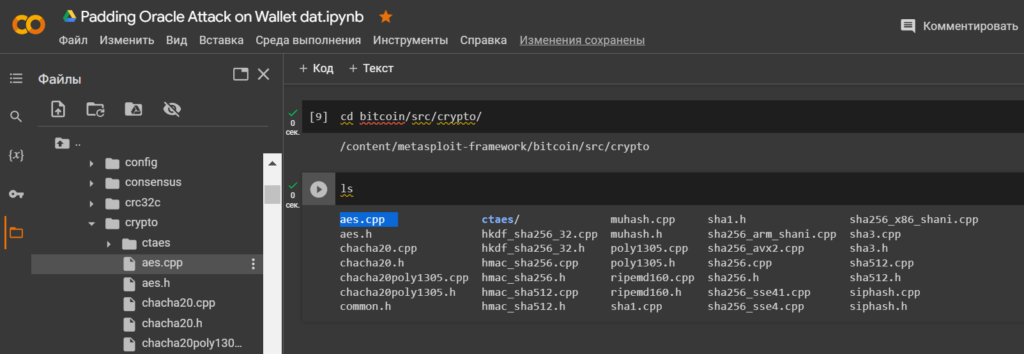 Padding Oracle Attack on Wallet dat.ipynb
Файл Изменить Вид Вставка Среда выполнения Инструменты Справка Изменения сохранены
Комментировать
Файлы
+ Код + Текст
..
config
consensus
crc32c
crypto
ctaes
aes.cpp
aes.h
chacha20.cpp
chacha20.h
chacha20poly130...
{x}
0 сек.
[9] cd bitcoin/src/crypto/
/content/metasploit-framework/bitcoin/src/crypto
0 сек.
ls
aes.cpp ctaes/ muhash.cpp sha1.h sha256_x86_shani.cpp
aes.h hkdf_sha256_32.cpp muhash.h sha256_arm_shani.cpp sha3.cpp
chacha20.cpp hkdf_sha256_32.h poly1305.cpp sha256_avx2.cpp sha3.h
chacha20.h hmac_sha256.cpp poly1305.h sha256.cpp sha512.cpp
chacha20poly1305.cpp hmac_sha256.h ripemd160.cpp sha256.h sha512.h
chacha20poly1305.h hmac_sha512.cpp ripemd160.h sha256_sse41.cpp siphash.cpp
common.h hmac_sha512.h sha1.cpp sha256_sse4.cpp siphash.h